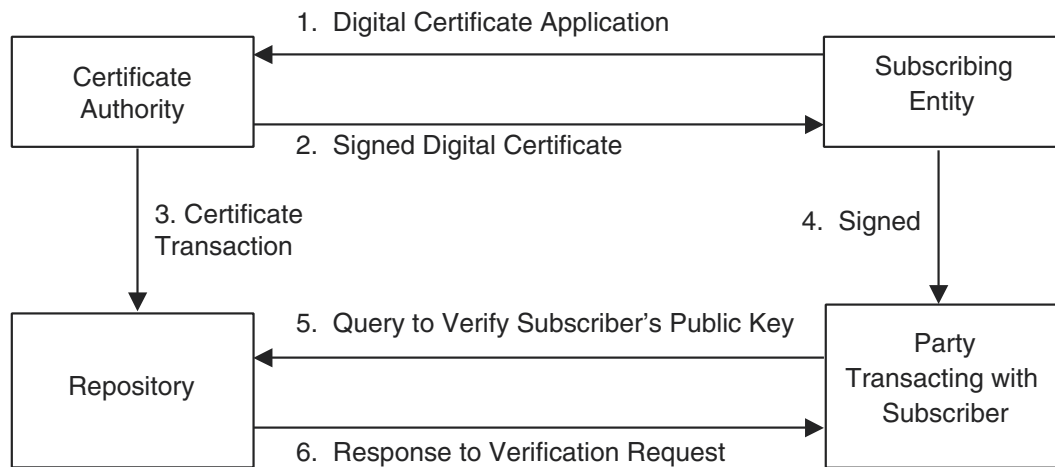 1. Digital Certificate Application
Certificate
Authority
Subscribing
Entity
2. Signed Digital Certificate
3. Certificate
Transaction
4. Signed
5. Query to Verify Subscriber’s Public Key
Repository
Party
Transacting with
Subscriber
6. Response to Verification Request